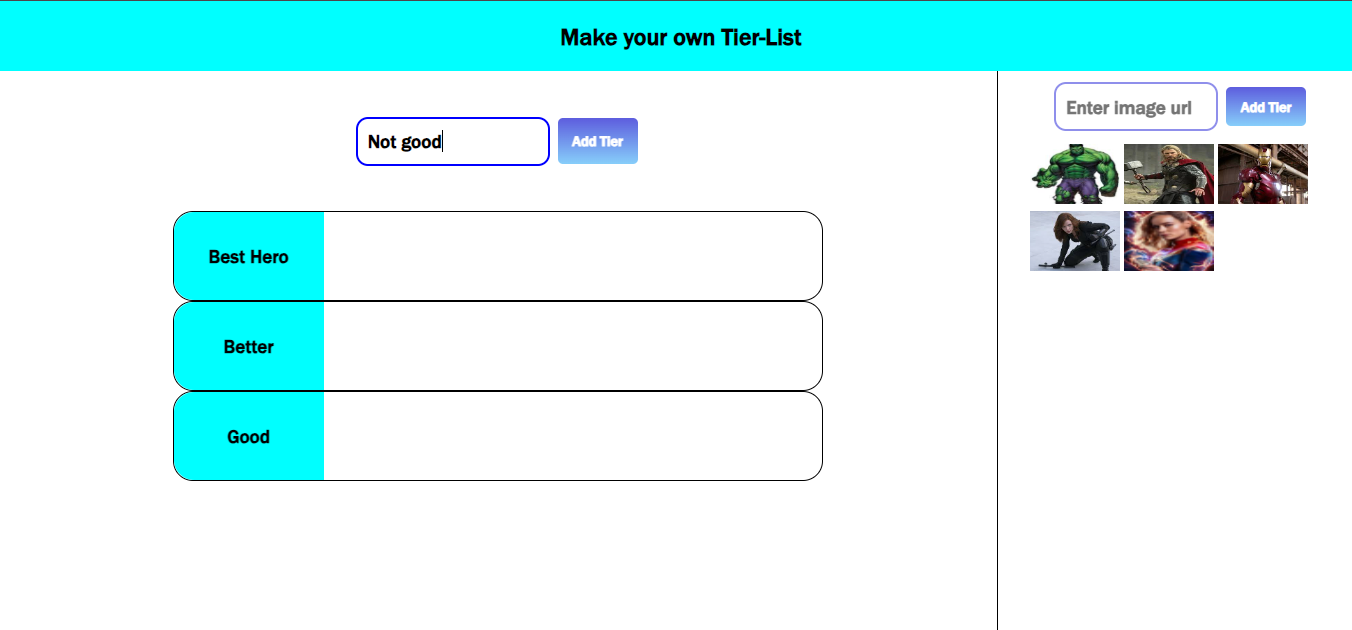 Make your own Tier-List
Not good
Add Tier
Enter image url
Add Tier
Best Hero
Better
Good